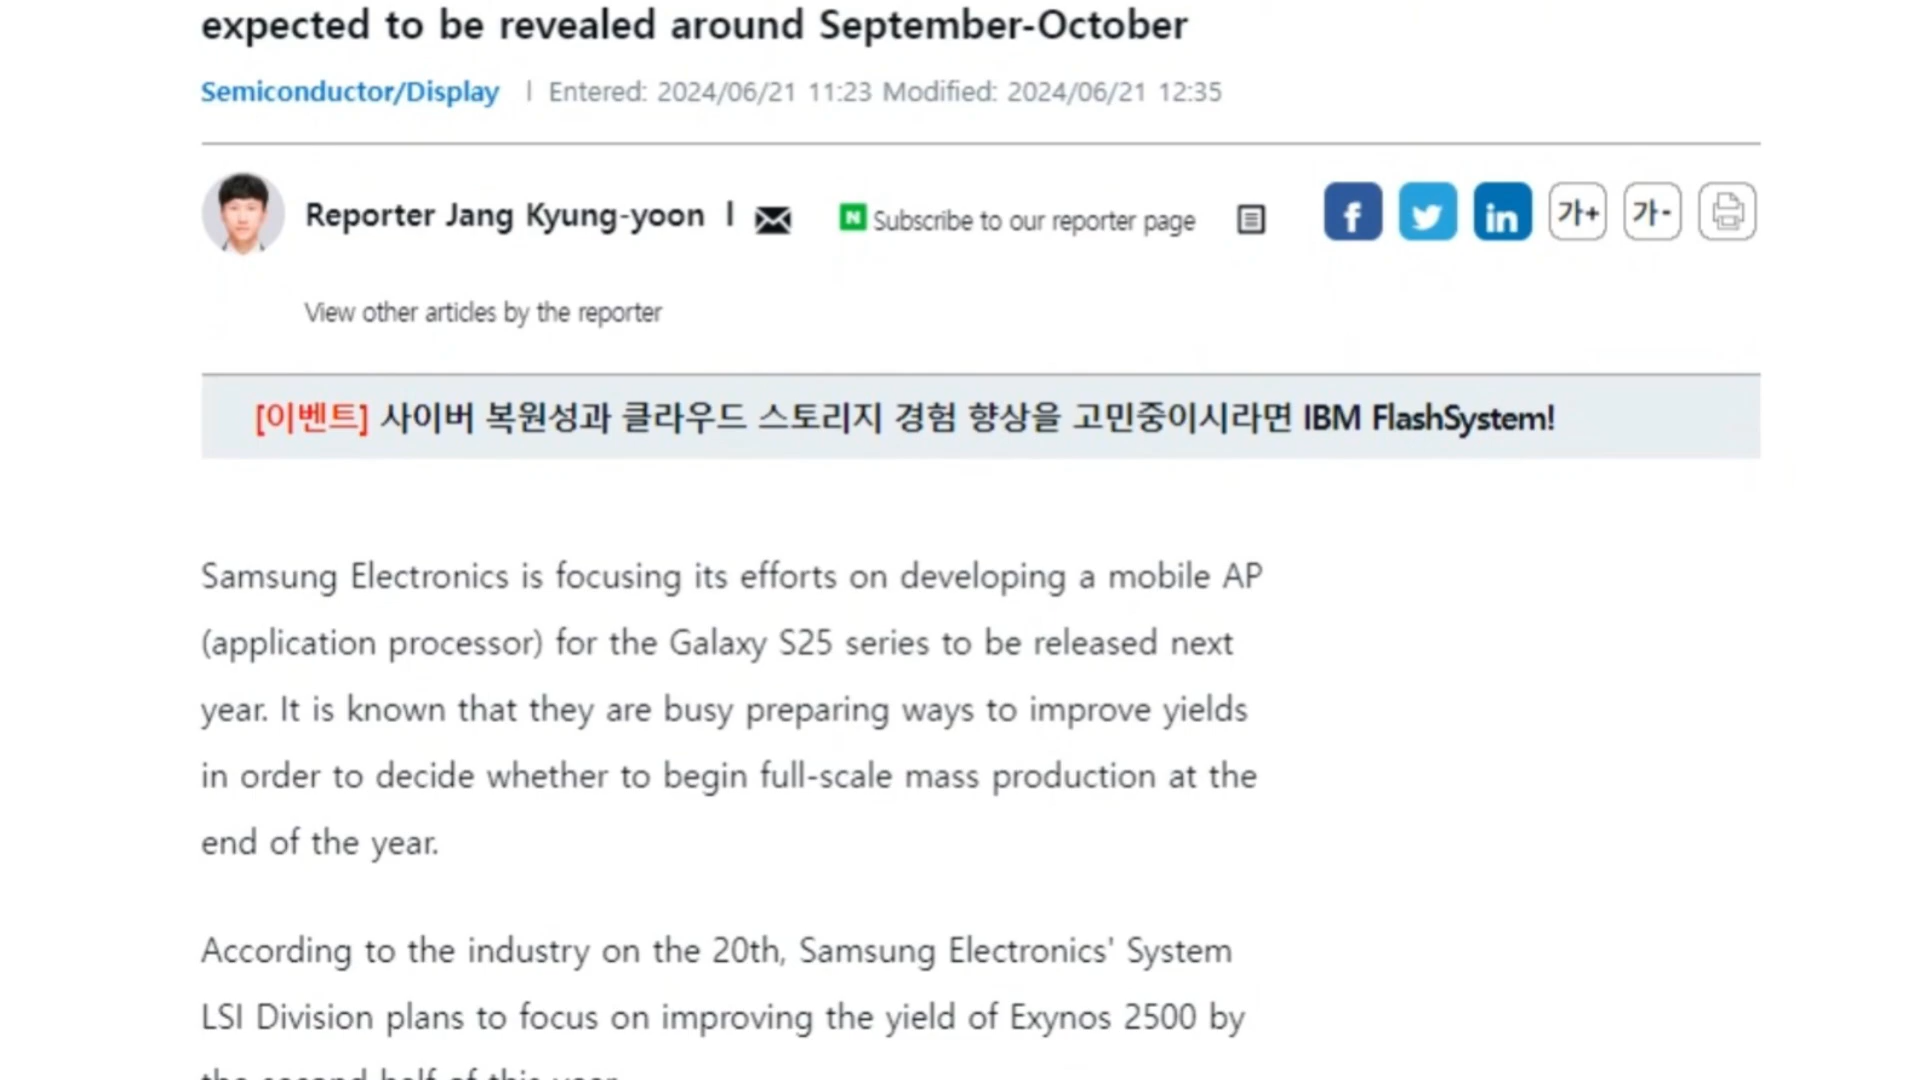 expected to be revealed around September-October
Semiconductor/Display | Entered: 2024/06/21 11:23 Modified: 2024/06/21 12:35
Reporter Jang Kyung-yoon | N Subscribe to our reporter page f in 가+ 가-
View other articles by the reporter
[이벤트] 사이버 복원성과 클라우드 스토리지 경험 향상을 고민중이시라면 IBM FlashSystem!
Samsung Electronics is focusing its efforts on developing a mobile AP
(application processor) for the Galaxy S25 series to be released next
year. It is known that they are busy preparing ways to improve yields
in order to decide whether to begin full-scale mass production at the
end of the year.
According to the industry on the 20th, Samsung Electronics' System
LSI Division plans to focus on improving the yield of Exynos 2500 by
the second half of this year.